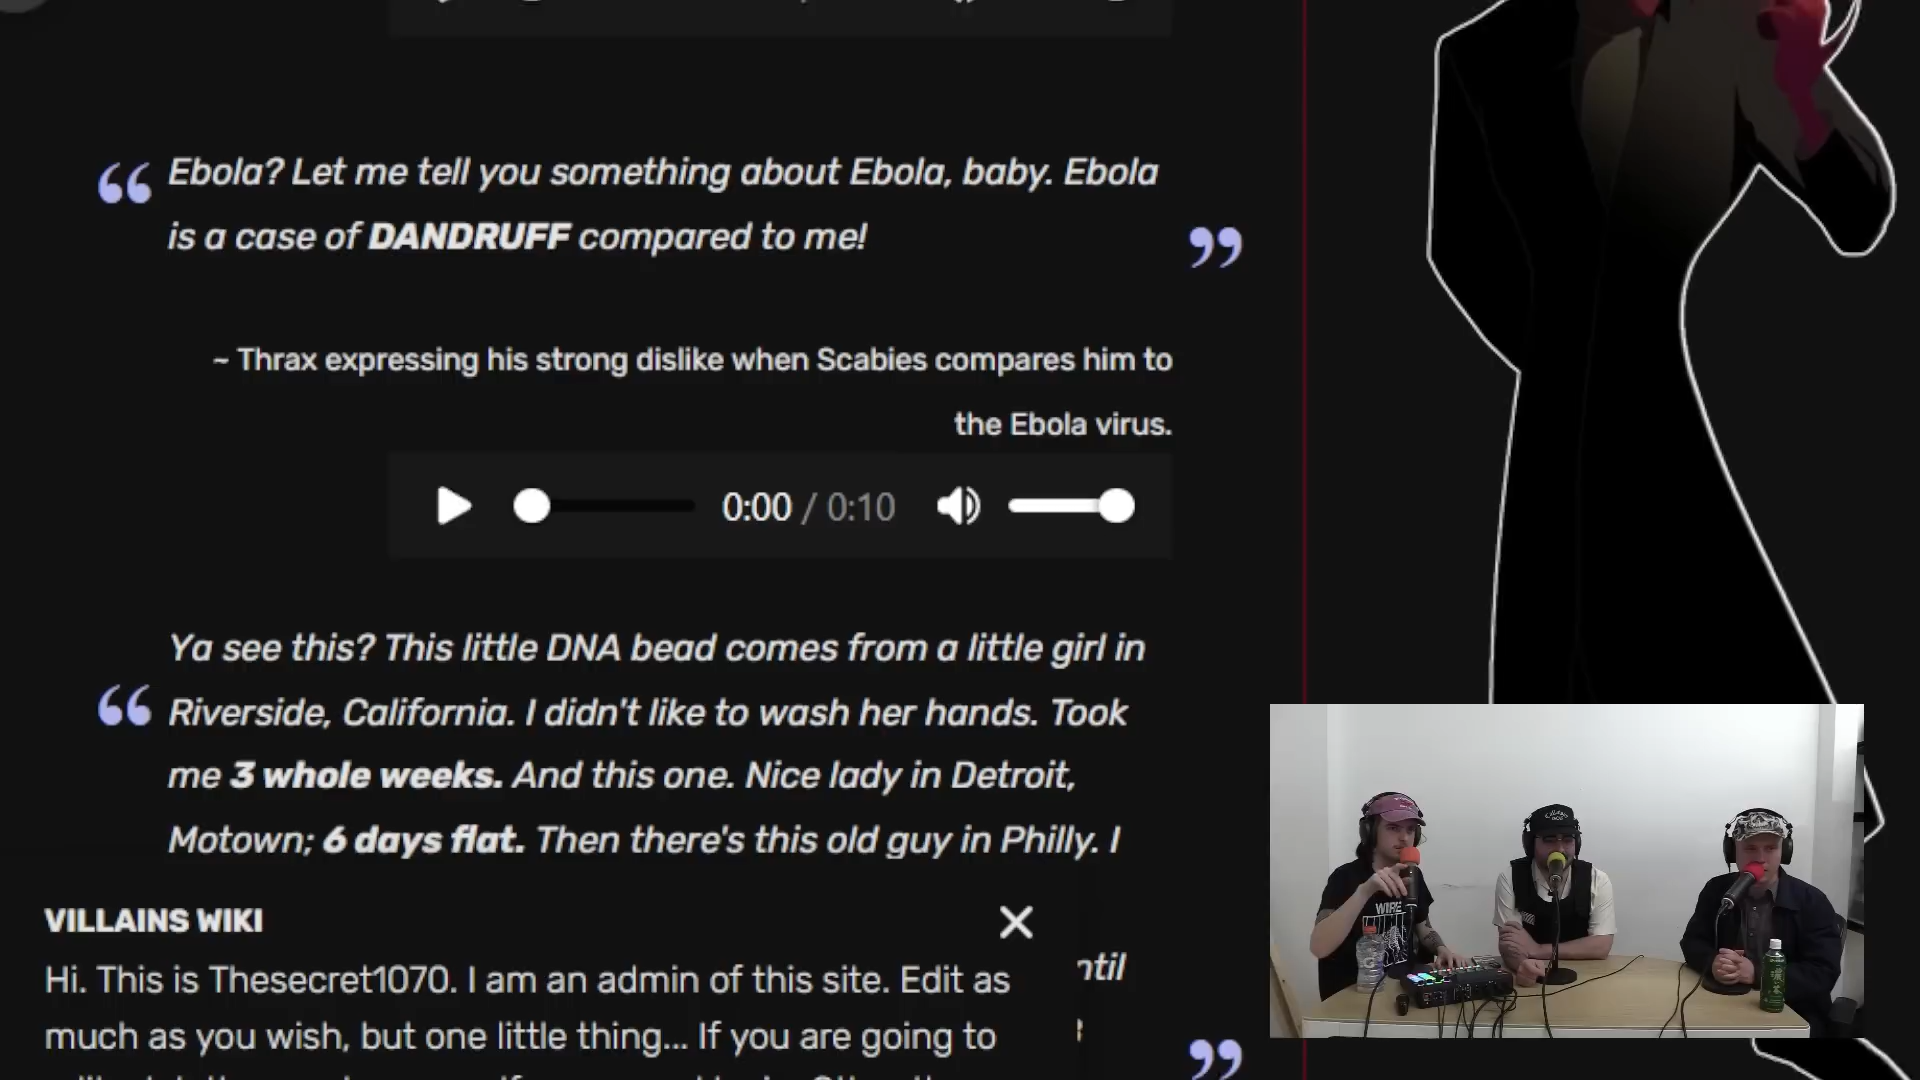 Ebola? Let me tell you something about Ebola, baby. Ebola
is a case of DANDRUFF compared to me!
~ Thrax expressing his strong dislike when Scabies compares him to
the Ebola virus.
0:00 / 0:10
Ya see this? This little DNA bead comes from a little girl in
Riverside, California. I didn't like to wash her hands. Took
me 3 whole weeks. And this one. Nice lady in Detroit,
Motown; 6 days flat. Then there's this old guy in Philly. I
VILLAINS WIKI
Hi. This is Thesecret1070. I am an admin of this site. Edit as
much as you wish, but one little thing... If you are going to
WIRE